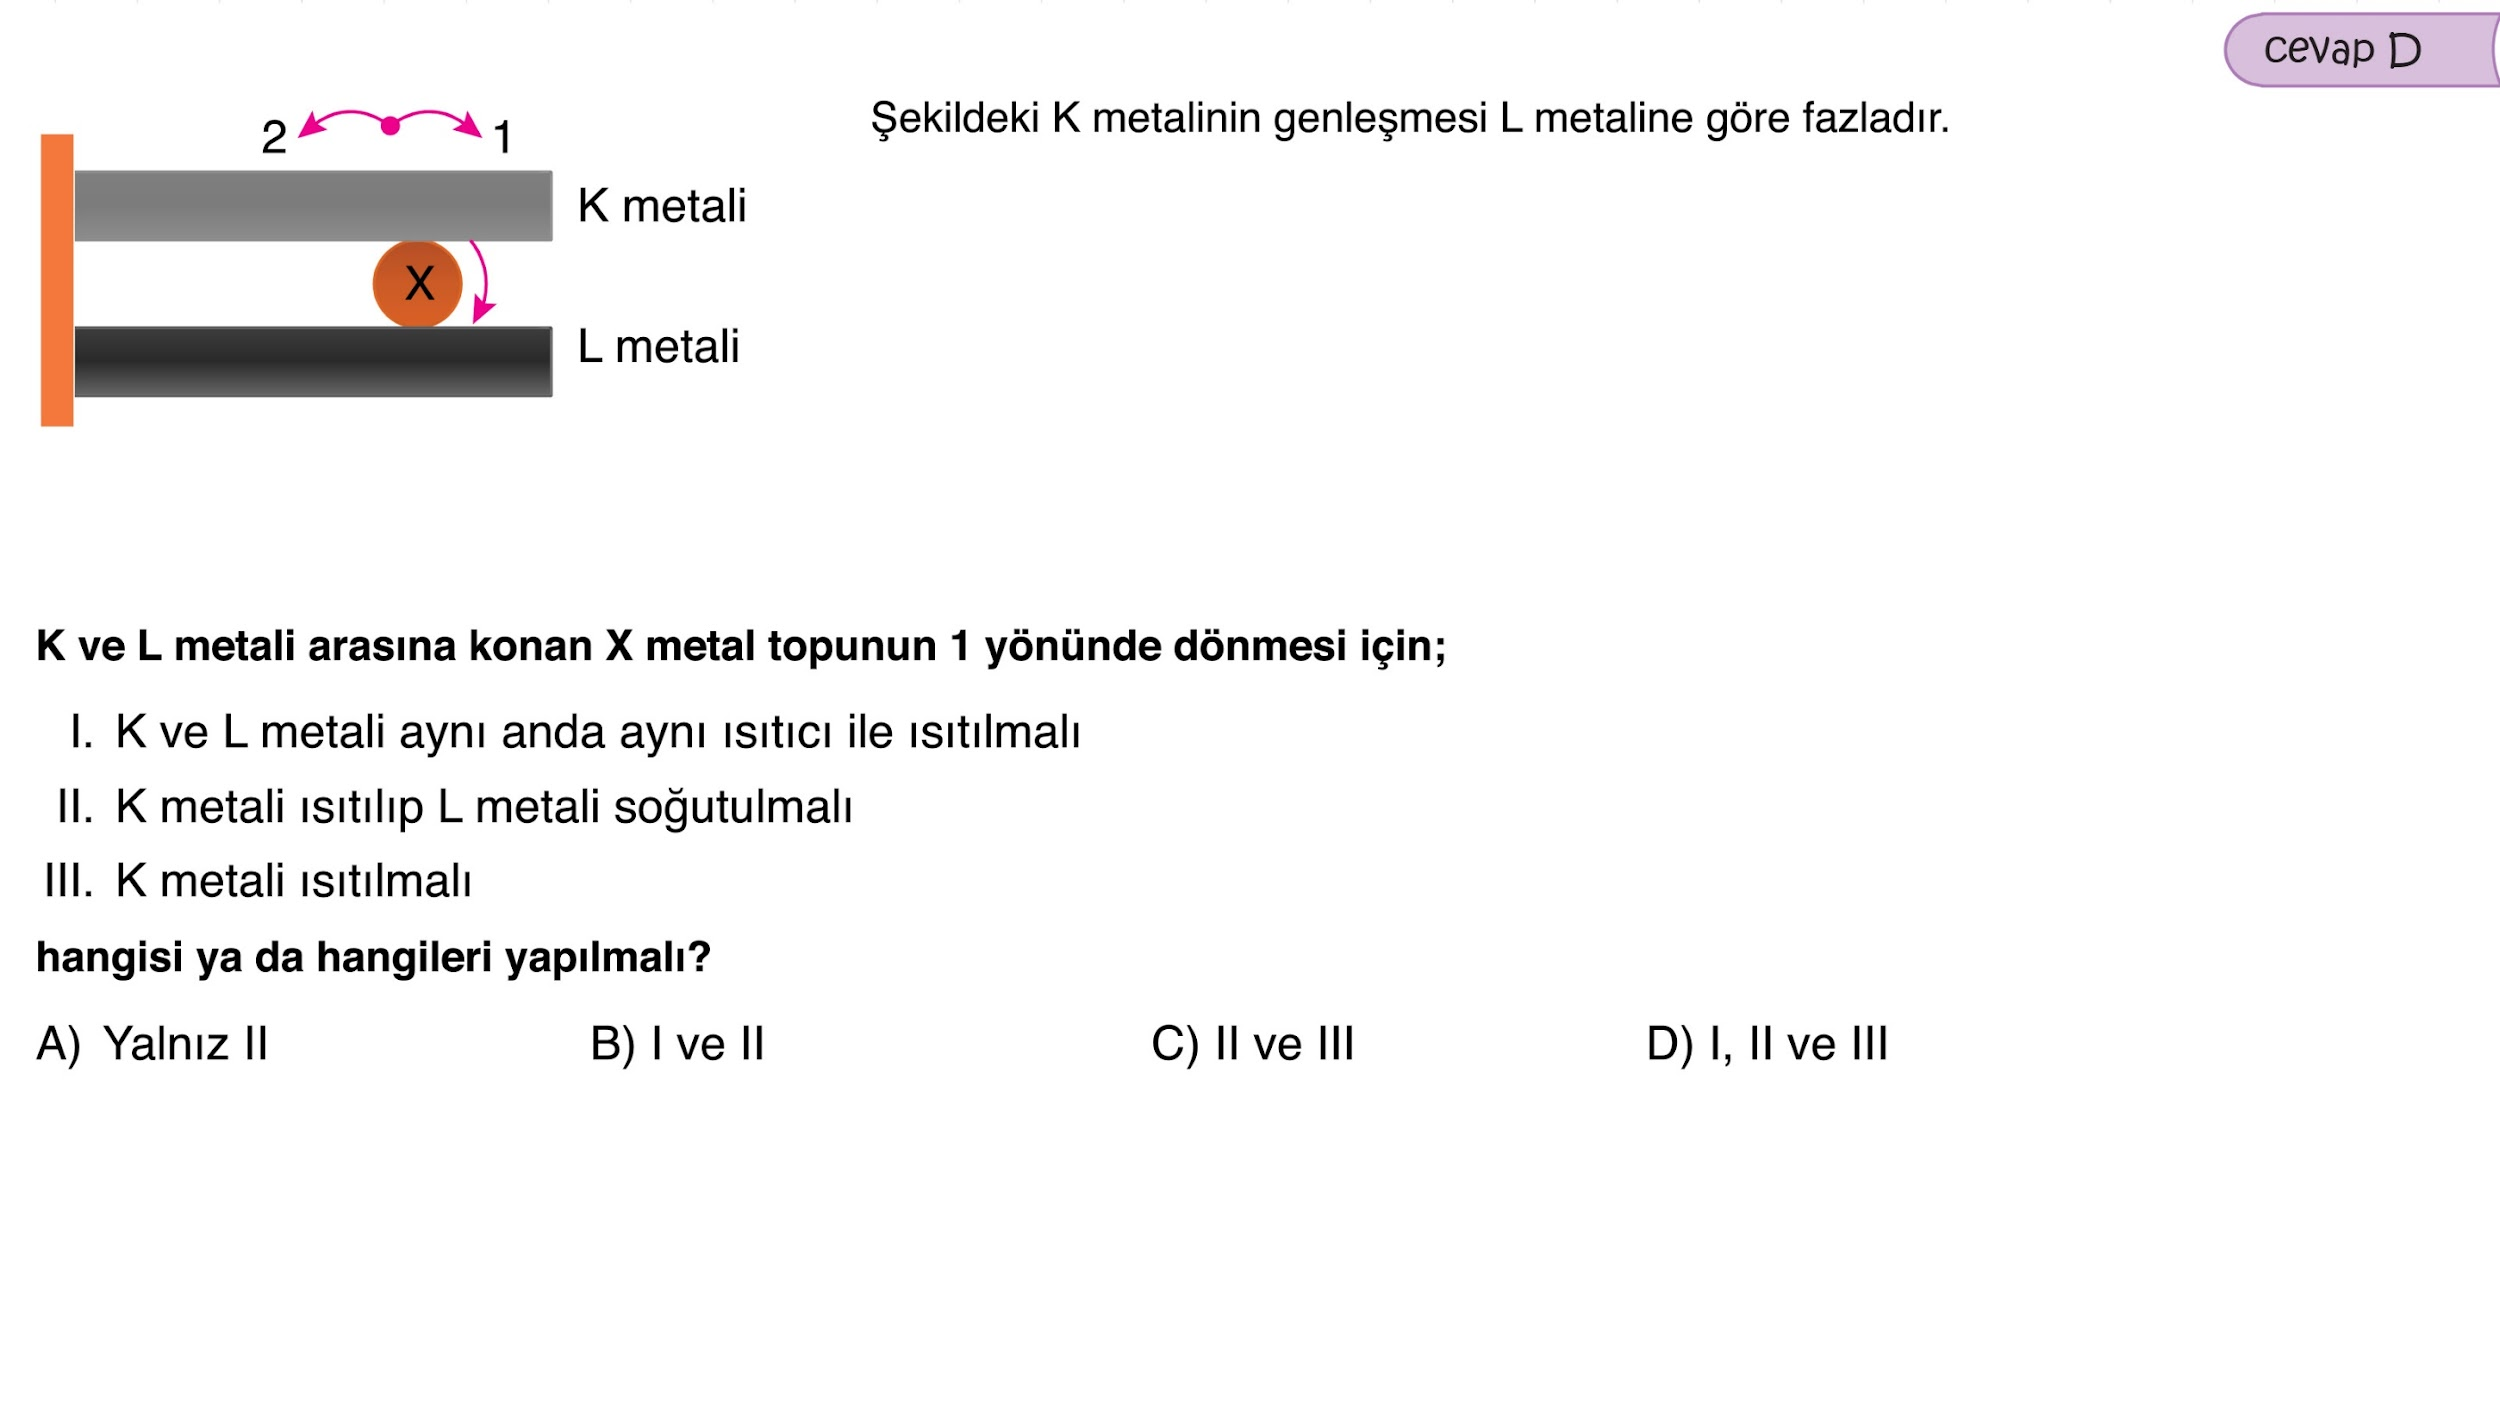 cevap D
Şekildeki K metalinin genleşmesi L metaline göre fazladır.
2 1
K metali
X
L metali
K ve L metali arasına konan X metal topunun 1 yönünde dönmesi için;
I. K ve L metali aynı anda aynı ısıtıcı ile ısıtılmalı
II. K metali ısıtılıp L metali soğutulmalı
III. K metali ısıtılmalı
hangisi ya da hangileri yapılmalı?
A) Yalnız II B) I ve II C) II ve III D) I, II ve III